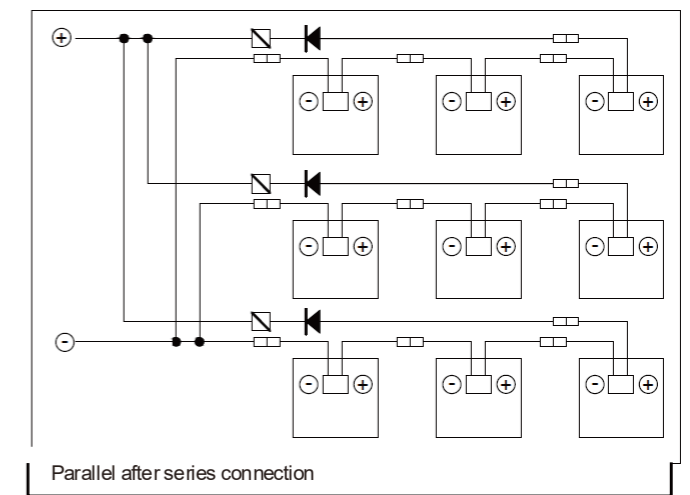 +
- + - + - +
- + - + - +
-
- + - + - +
Parallel after series connection